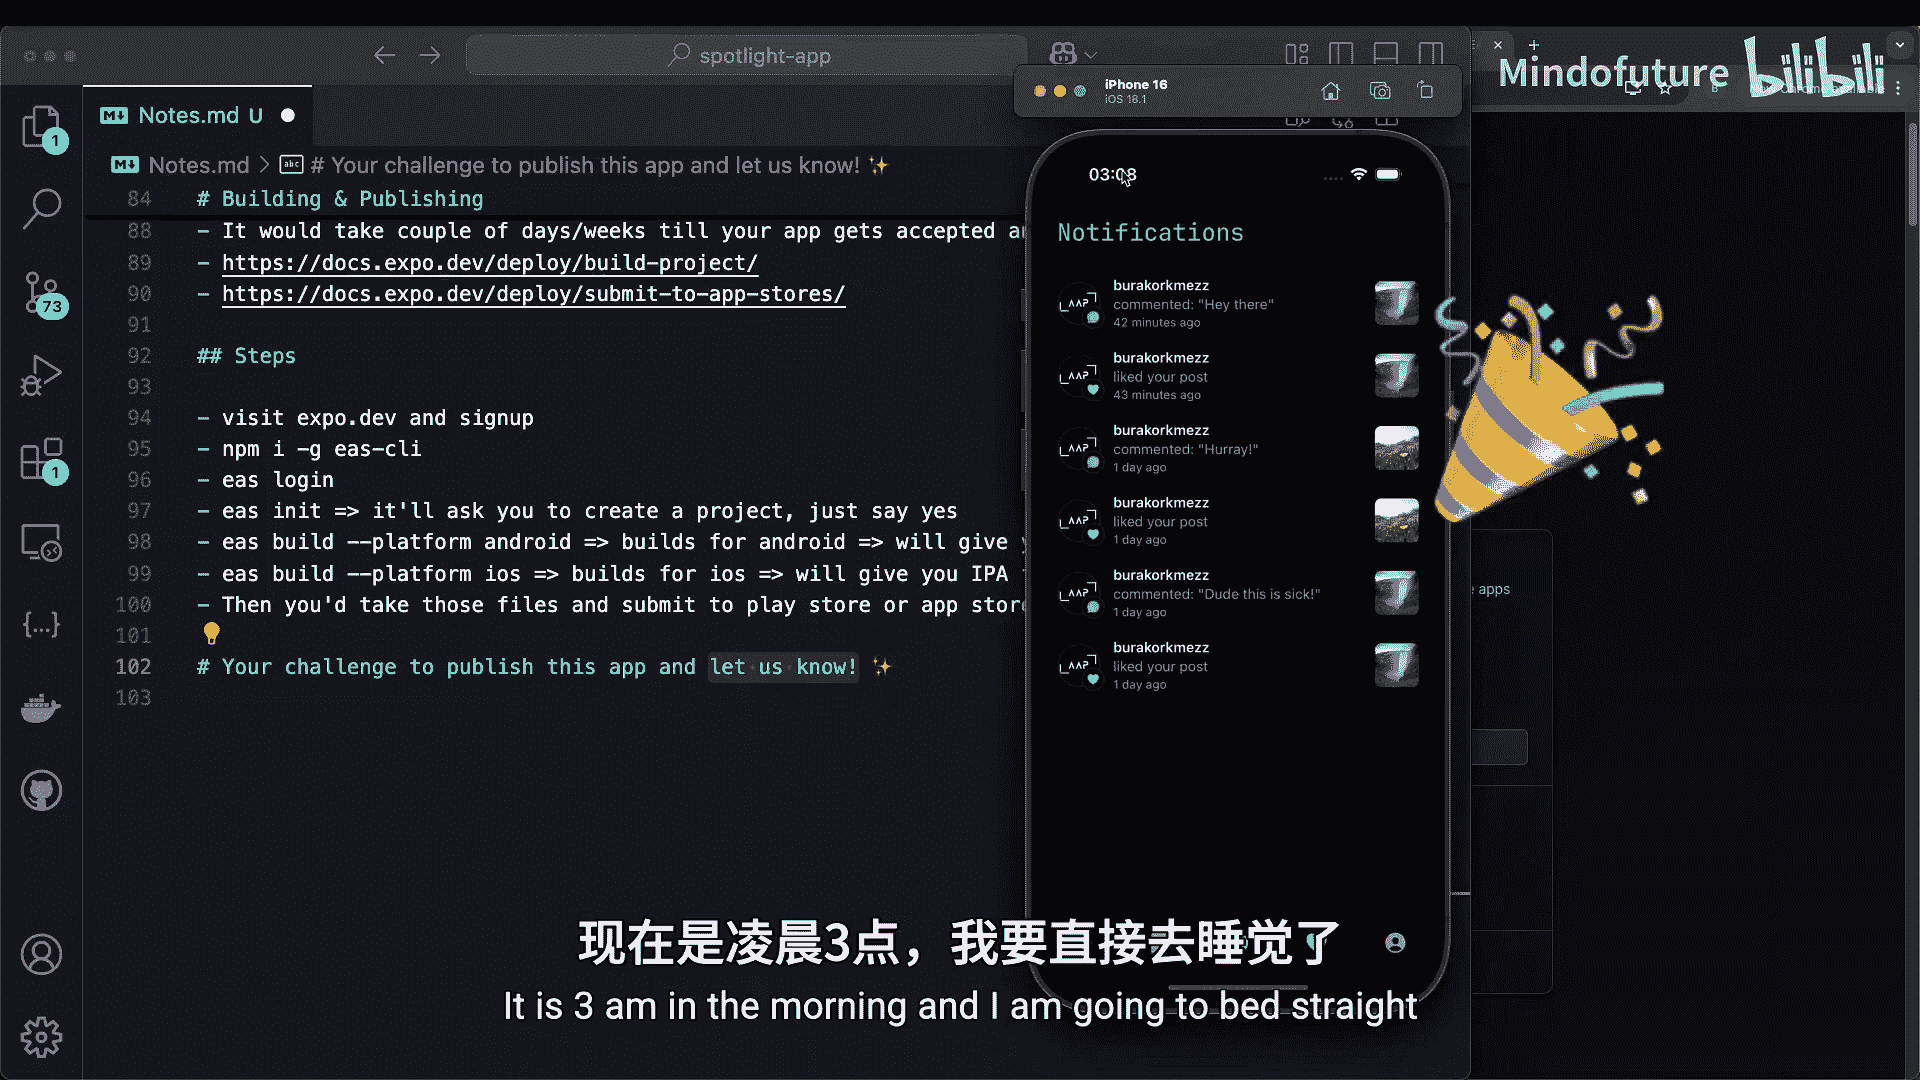 spotlight-app
Mindofuture bilibili
iPhone 16
iOS 18.1
Notes.md U
1
Notes.md > abc # Your challenge to publish this app and let us know! ✨
84 # Building & Publishing
88 - It would take couple of days/weeks till your app gets accepted
89 - https://docs.expo.dev/deploy/build-project/
90 - https://docs.expo.dev/deploy/submit-to-app-stores/
91
92 ## Steps
93
94 - visit expo.dev and signup
95 - npm i -g eas-cli
96 - eas login
97 - eas init => it'll ask you to create a project, just say yes
98 - eas build --platform android => builds for android => will give
99 - eas build --platform ios => builds for ios => will give you IPA
100 - Then you'd take those files and submit to play store or app store
101
102 # Your challenge to publish this app and let us know! ✨
103
73
1
03:08
Notifications
burakorkmezz
commented: "Hey there"
42 minutes ago
burakorkmezz
liked your post
43 minutes ago
burakorkmezz
commented: "Hurray!"
1 day ago
burakorkmezz
liked your post
1 day ago
burakorkmezz
commented: "Dude this is sick!"
1 day ago
burakorkmezz
liked your post
1 day ago
apps
现在是凌晨3点，我要直接去睡觉了
It is 3 am in the morning and I am going to bed straight